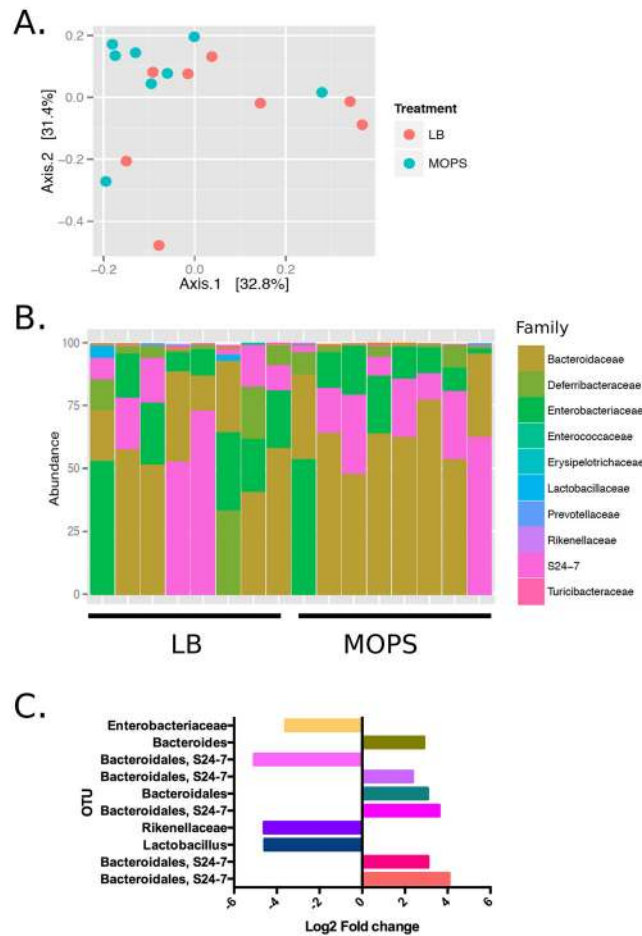 A.
0.2
0.0
−0.2
−0.4
Axis.2 [31.4%]
−0.2 0.0 0.2
Axis.1 [32.8%]
Treatment
LB
MOPS
B.
100
75
50
25
0
Abundance
LB MOPS
Family
Bacteroidaceae
Deferribacteraceae
Enterobacteriaceae
Enterococcaceae
Erysipelotrichaceae
Lactobacillaceae
Prevotellaceae
Rikenellaceae
S24−7
Turicibacteraceae
C.
OTU
Enterobacteriaceae
Bacteroides
Bacteroidales, S24-7
Bacteroidales, S24-7
Bacteroidales
Bacteroidales, S24-7
Rikenellaceae
Lactobacillus
Bacteroidales, S24-7
Bacteroidales, S24-7
-6 -4 -2 0 2 4 6
Log2 Fold change